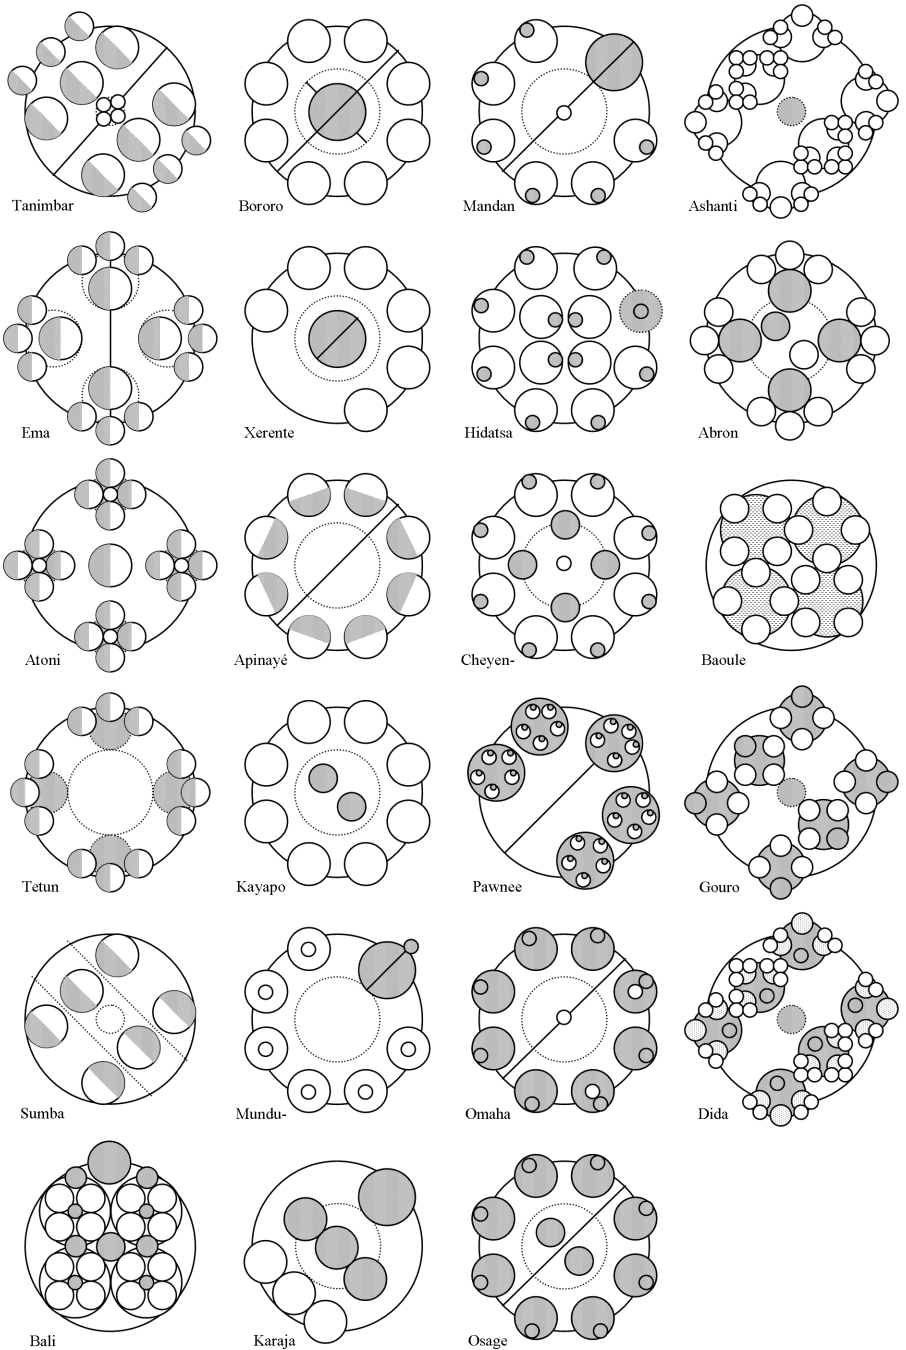 Tanimbar
Bororo
Mandan
Ashanti
Ema
Xerente
Hidatsa
Abron
Atoni
Apinayé
Cheyen-
Baoule
Tetun
Kayapo
Pawnee
Gouro
Sumba
Mundu-
Omaha
Dida
Bali
Karaja
Osage